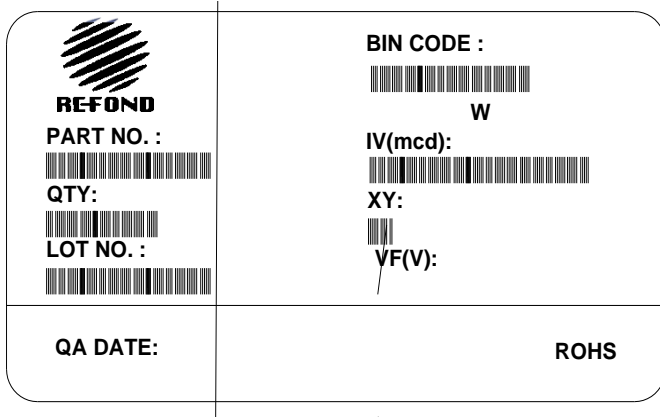 REFOND
PART NO. :
QTY:
LOT NO. :
BIN CODE :
W
IV(mcd):
XY:
VF(V):
QA DATE:
ROHS